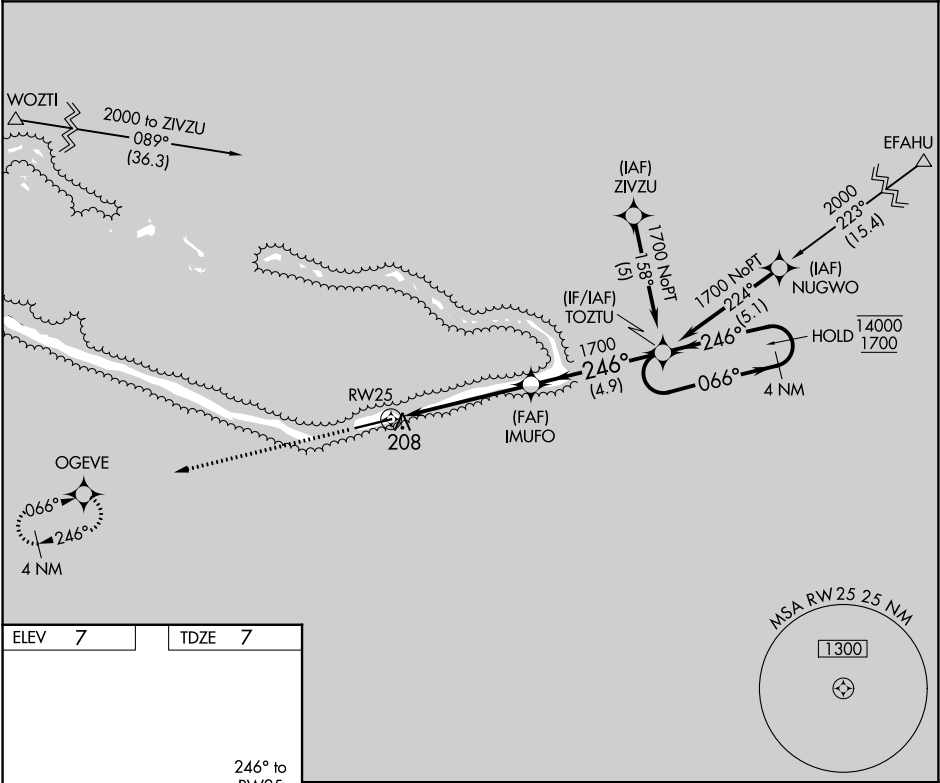 WOZTI
2000 to ZIVZU
089°
(36.3)
EFAHU
2000
223°
(15.4)
(IAF)
ZIVZU
1700 NoPT
158°
(5)
(IAF)
NUGWO
1700 NoPT
224°
(5.1)
(IF/IAF)
TOZTU
HOLD
14000
1700
246°
066°
4 NM
1700
246°
(4.9)
(FAF)
IMUFO
RW25
208
OGEVE
066°
246°
4 NM
MSA RW25 25 NM
1300
ELEV 7
TDZE 7
246° to
RW25